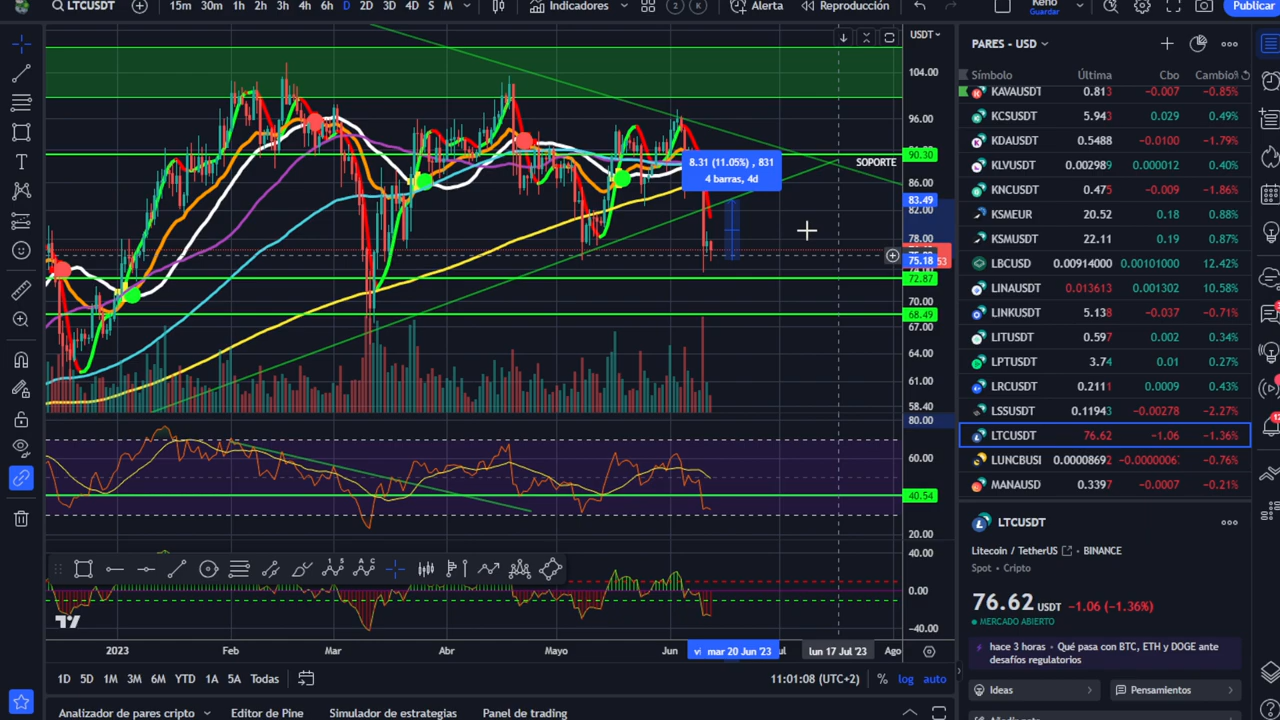 LTCUSDT
15m 30m 1h 2h 3h 4h 6h D 2D 3D 4D S M
Indicadores
2 K
Alerta
Reproducción
Keno
Guardar
Publicar
USDT
104.00
96.00
90.30
SOPORTE
86.00
83.49
82.00
78.00
75.18
72.87
70.00
68.49
67.00
64.00
61.00
58.40
8.31 (11.05%) , 831
4 barras, 4d
80.00
60.00
40.54
20.00
40.00
0.00
−40.00
2023 Feb Mar Abr Mayo Jun mar 20 Jun '23 lun 17 Jul '23 Ago
1D 5D 1M 3M 6M YTD 1A 5A Todas
11:01:08 (UTC+2) % log auto
Analizador de pares cripto Editor de Pine Simulador de estrategias Panel de trading
PARES - USD
Símbolo Última Cbo Cambio%
KAVAUSDT 0.813 −0.007 −0.85%
KCSUSDT 5.943 0.029 0.49%
KDAUSDT 0.5488 −0.0100 −1.79%
KLVUSDT 0.002989 0.000012 0.40%
KNCUSDT 0.475 −0.009 −1.86%
KSMEUR 20.52 0.18 0.88%
KSMUSDT 22.11 0.19 0.87%
LBCUSD 0.00914000 0.00101000 12.42%
LINAUSDT 0.013613 0.001302 10.58%
LINKUSDT 5.138 −0.037 −0.71%
LITUSDT 0.597 0.002 0.34%
LPTUSDT 3.74 0.01 0.27%
LRCUSDT 0.2111 0.0009 0.43%
LSSUSDT 0.11943 −0.00278 −2.27%
LTCUSDT 76.62 −1.06 −1.36%
LUNCBUSI 0.00008692 −0.0000006 −0.76%
MANAUSD 0.3397 −0.0007 −0.21%
LTCUSDT
Litecoin / TetherUS • BINANCE
Spot • Cripto
76.62 USDT −1.06 (−1.36%)
MERCADO ABIERTO
hace 3 horas • Qué pasa con BTC, ETH y DOGE ante
desafíos regulatorios
Ideas
Pensamientos